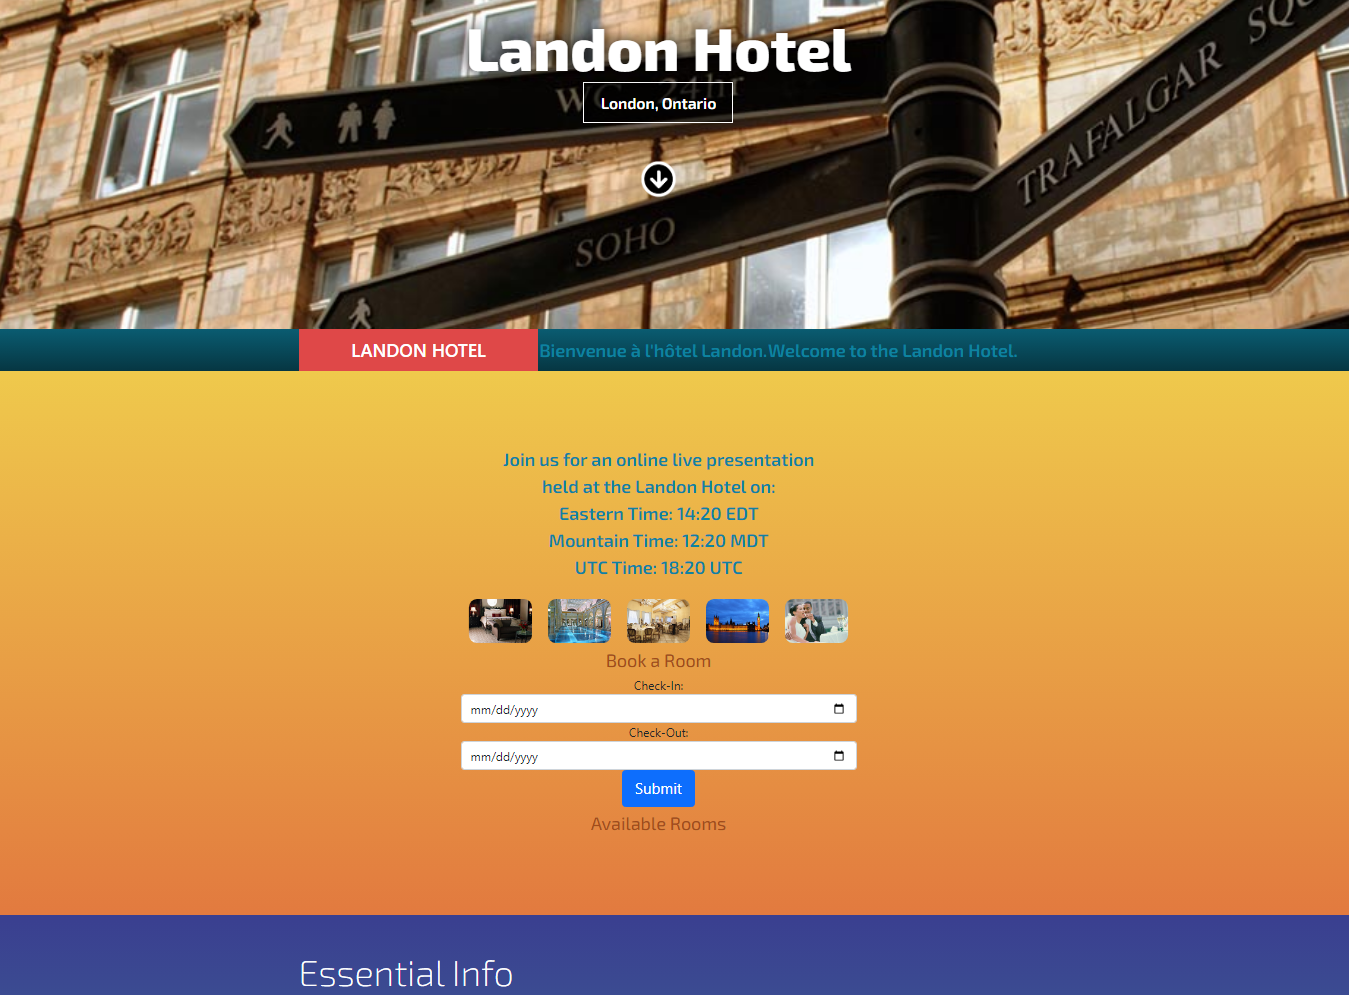 Landon Hotel
WC 24hr
London, Ontario
TRAFALGAR SQU
SOHO
LANDON HOTEL
Bienvenue à l'hôtel Landon.Welcome to the Landon Hotel.
Join us for an online live presentation
held at the Landon Hotel on:
Eastern Time: 14:20 EDT
Mountain Time: 12:20 MDT
UTC Time: 18:20 UTC
Book a Room
Check-In:
mm/dd/yyyy
Check-Out:
mm/dd/yyyy
Submit
Available Rooms
Essential Info